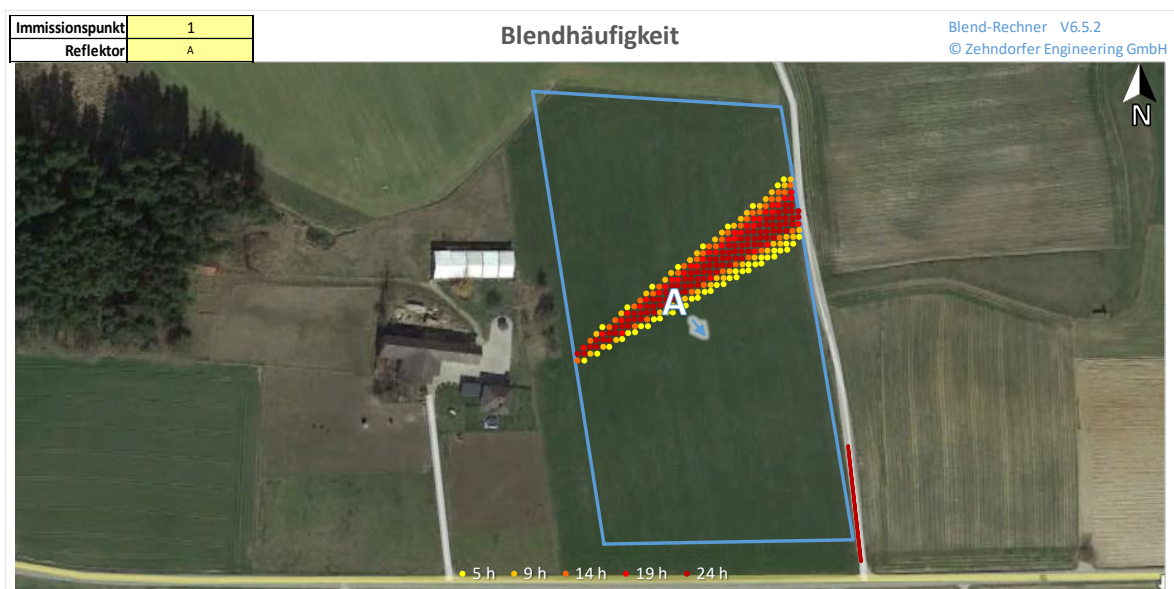 Immissionspunkt 1
Reflektor A
Blendhäufigkeit
Blend-Rechner V6.5.2
© Zehndorfer Engineering GmbH
N
A
5 h 9 h 14 h 19 h 24 h